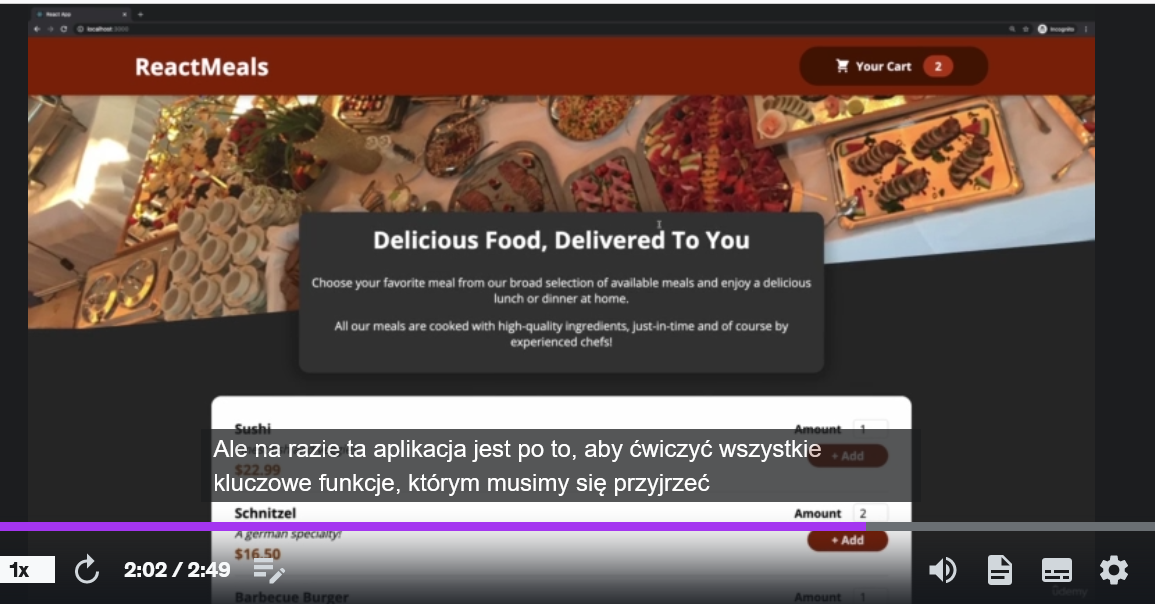 React App
localhost:3000
Incognito
ReactMeals
Your Cart 2
Delicious Food, Delivered To You
Choose your favorite meal from our broad selection of available meals and enjoy a delicious
lunch or dinner at home.
All our meals are cooked with high-quality ingredients, just-in-time and of course by
experienced chefs!
Sushi Amount 1
+ Add
$22.99
Ale na razie ta aplikacja jest po to, aby ćwiczyć wszystkie
kluczowe funkcje, którym musimy się przyjrzeć
Schnitzel Amount 2
A german specialty!
+ Add
$16.50
Barbecue Burger Amount 1
1x 2:02 / 2:49
Udemy